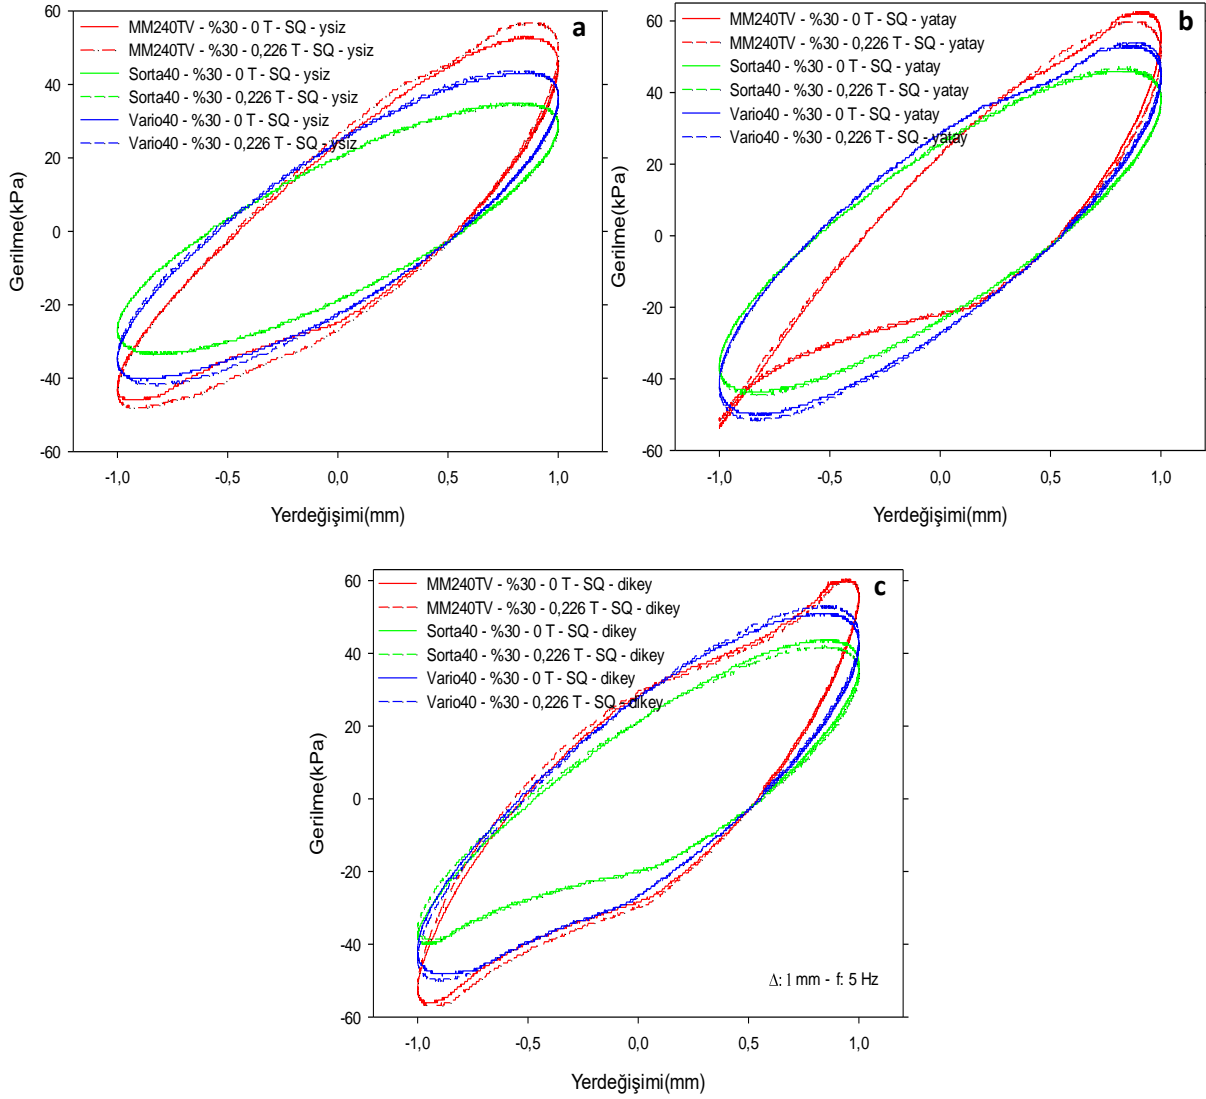 a
MM240TV - %30 - 0 T - SQ - ysiz
MM240TV - %30 - 0,226 T - SQ - ysiz
Sorta40 - %30 - 0 T - SQ - ysiz
Sorta40 - %30 - 0,226 T - SQ - ysiz
Vario40 - %30 - 0 T - SQ - ysiz
Vario40 - %30 - 0,226 T - SQ - ysiz
60
40
20
0
-20
-40
-60
Gerilme(kPa)
-1,0 -0,5 0,0 0,5 1,0
Yerdeğişimi(mm)
b
MM240TV - %30 - 0 T - SQ - yatay
MM240TV - %30 - 0,226 T - SQ - yatay
Sorta40 - %30 - 0 T - SQ - yatay
Sorta40 - %30 - 0,226 T - SQ - yatay
Vario40 - %30 - 0 T - SQ - yatay
Vario40 - %30 - 0,226 T - SQ - yatay
60
40
20
0
-20
-40
-60
Gerilme(kPa)
-1,0 -0,5 0,0 0,5 1,0
Yerdeğişimi(mm)
c
MM240TV - %30 - 0 T - SQ - dikey
MM240TV - %30 - 0,226 T - SQ - dikey
Sorta40 - %30 - 0 T - SQ - dikey
Sorta40 - %30 - 0,226 T - SQ - dikey
Vario40 - %30 - 0 T - SQ - dikey
Vario40 - %30 - 0,226 T - SQ - dikey
60
40
20
0
-20
-40
-60
Gerilme(kPa)
Δ: 1 mm - f: 5 Hz
-1,0 -0,5 0,0 0,5 1,0
Yerdeğişimi(mm)